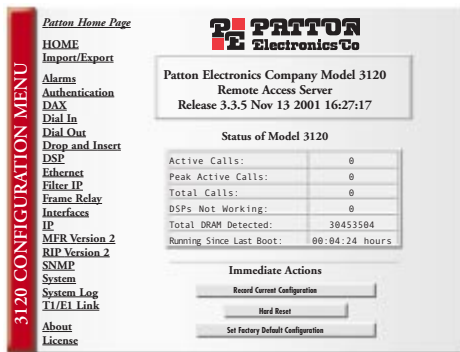 3120 CONFIGURATION MENU
Patton Home Page
HOME
Import/Export
Alarms
Authentication
DAX
Dial In
Dial Out
Drop and Insert
DSP
Ethernet
Filter IP
Frame Relay
Interfaces
IP
MFR Version 2
RIP Version 2
SNMP
System
System Log
T1/E1 Link
About
License
PE PATTON
Electronics Co
Patton Electronics Company Model 3120
Remote Access Server
Release 3.3.5 Nov 13 2001 16:27:17
Status of Model 3120
Active Calls: 0
Peak Active Calls: 0
Total Calls: 0
DSPs Not Working: 0
Total DRAM Detected: 30453504
Running Since Last Boot: 00:04:24 hours
Immediate Actions
Record Current Configuration
Hard Reset
Set Factory Default Configuration